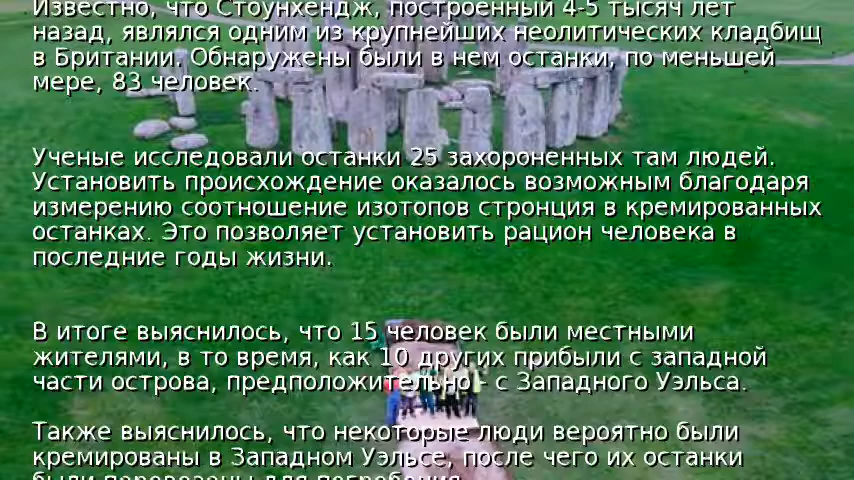 Известно, что Стоунхендж, построенный 4-5 тысяч лет
назад, являлся одним из крупнейших неолитических кладбищ
в Британии. Обнаружены были в нем останки, по меньшей
мере, 83 человек.
Ученые исследовали останки 25 захороненных там людей.
Установить происхождение оказалось возможным благодаря
измерению соотношение изотопов стронция в кремированных
останках. Это позволяет установить рацион человека в
последние годы жизни.
В итоге выяснилось, что 15 человек были местными
жителями, в то время, как 10 других прибыли с западной
части острова, предположительно - с Западного Уэльса.
Также выяснилось, что некоторые люди вероятно были
кремированы в Западном Уэльсе, после чего их останки
были перевезены для погребения